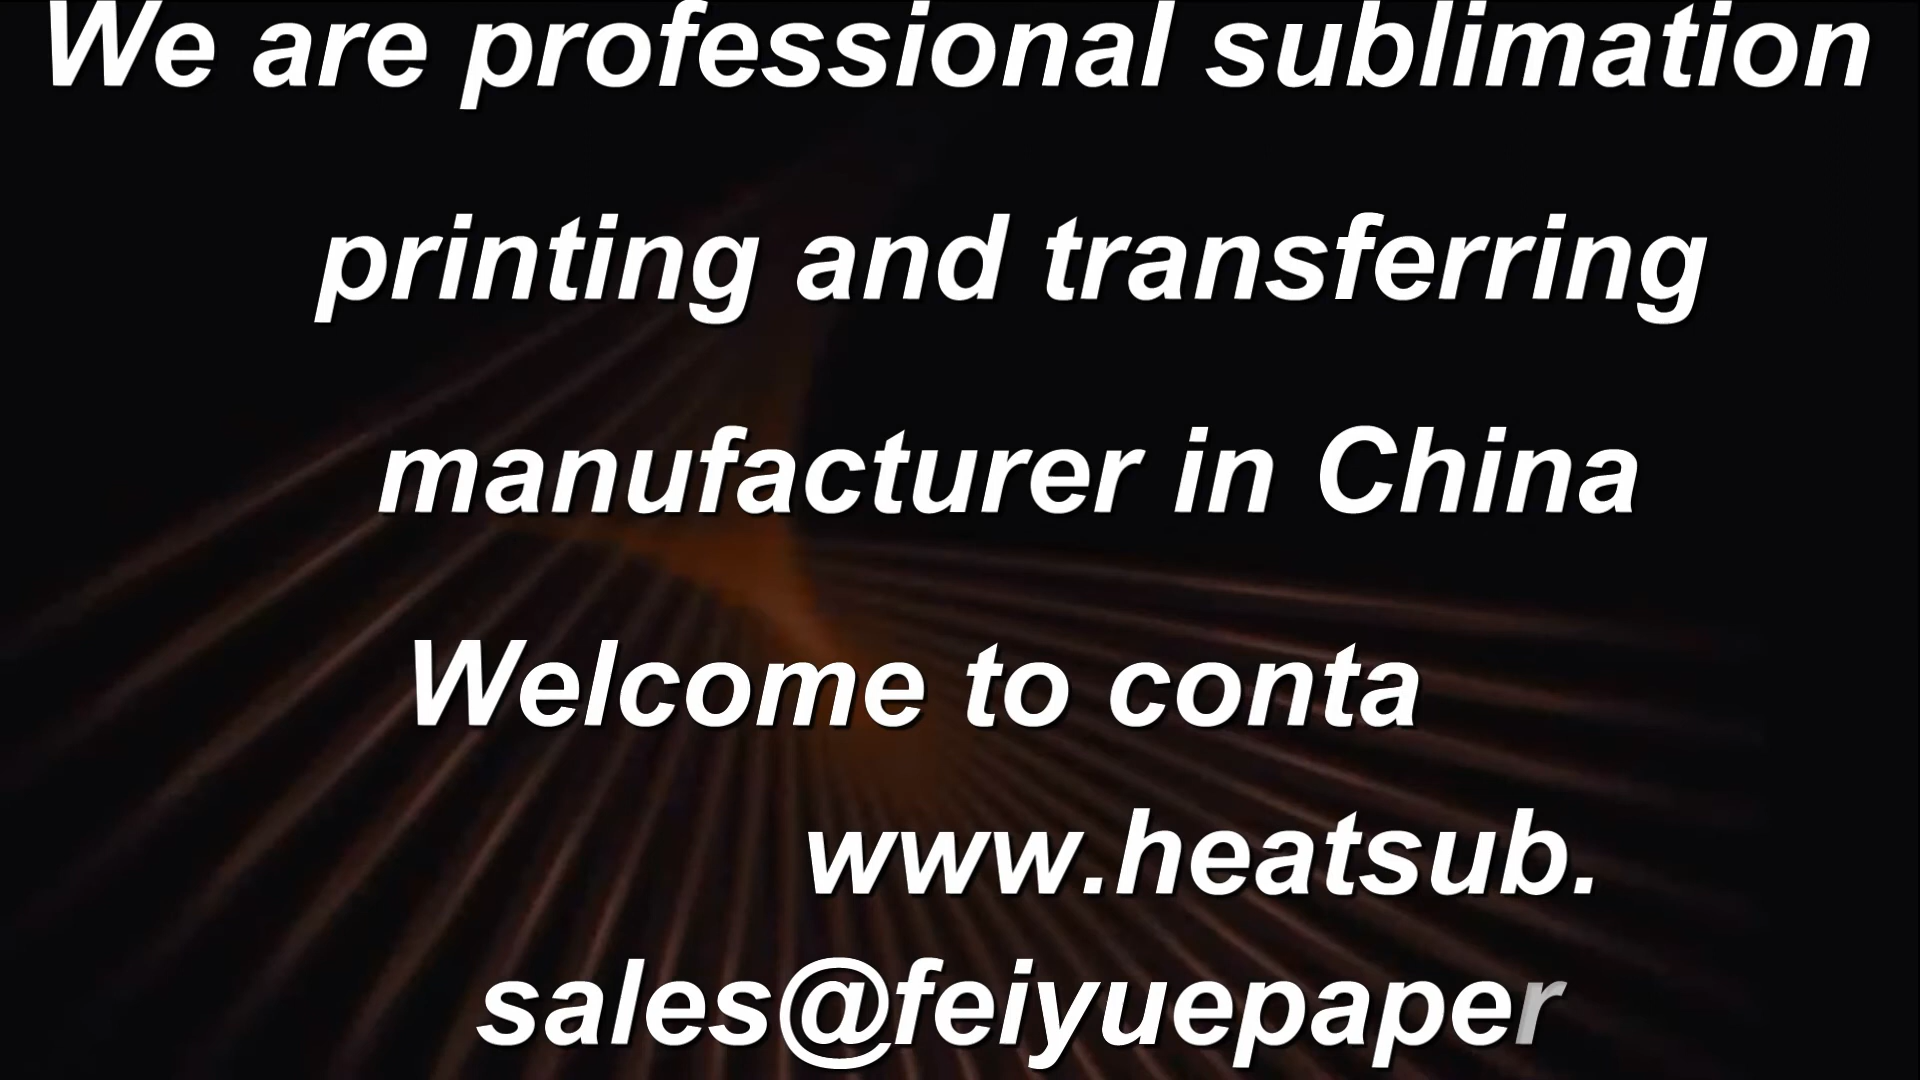 We are professional sublimation
printing and transferring
manufacturer in China
Welcome to conta
www.heatsub.
sales@feiyuepaper